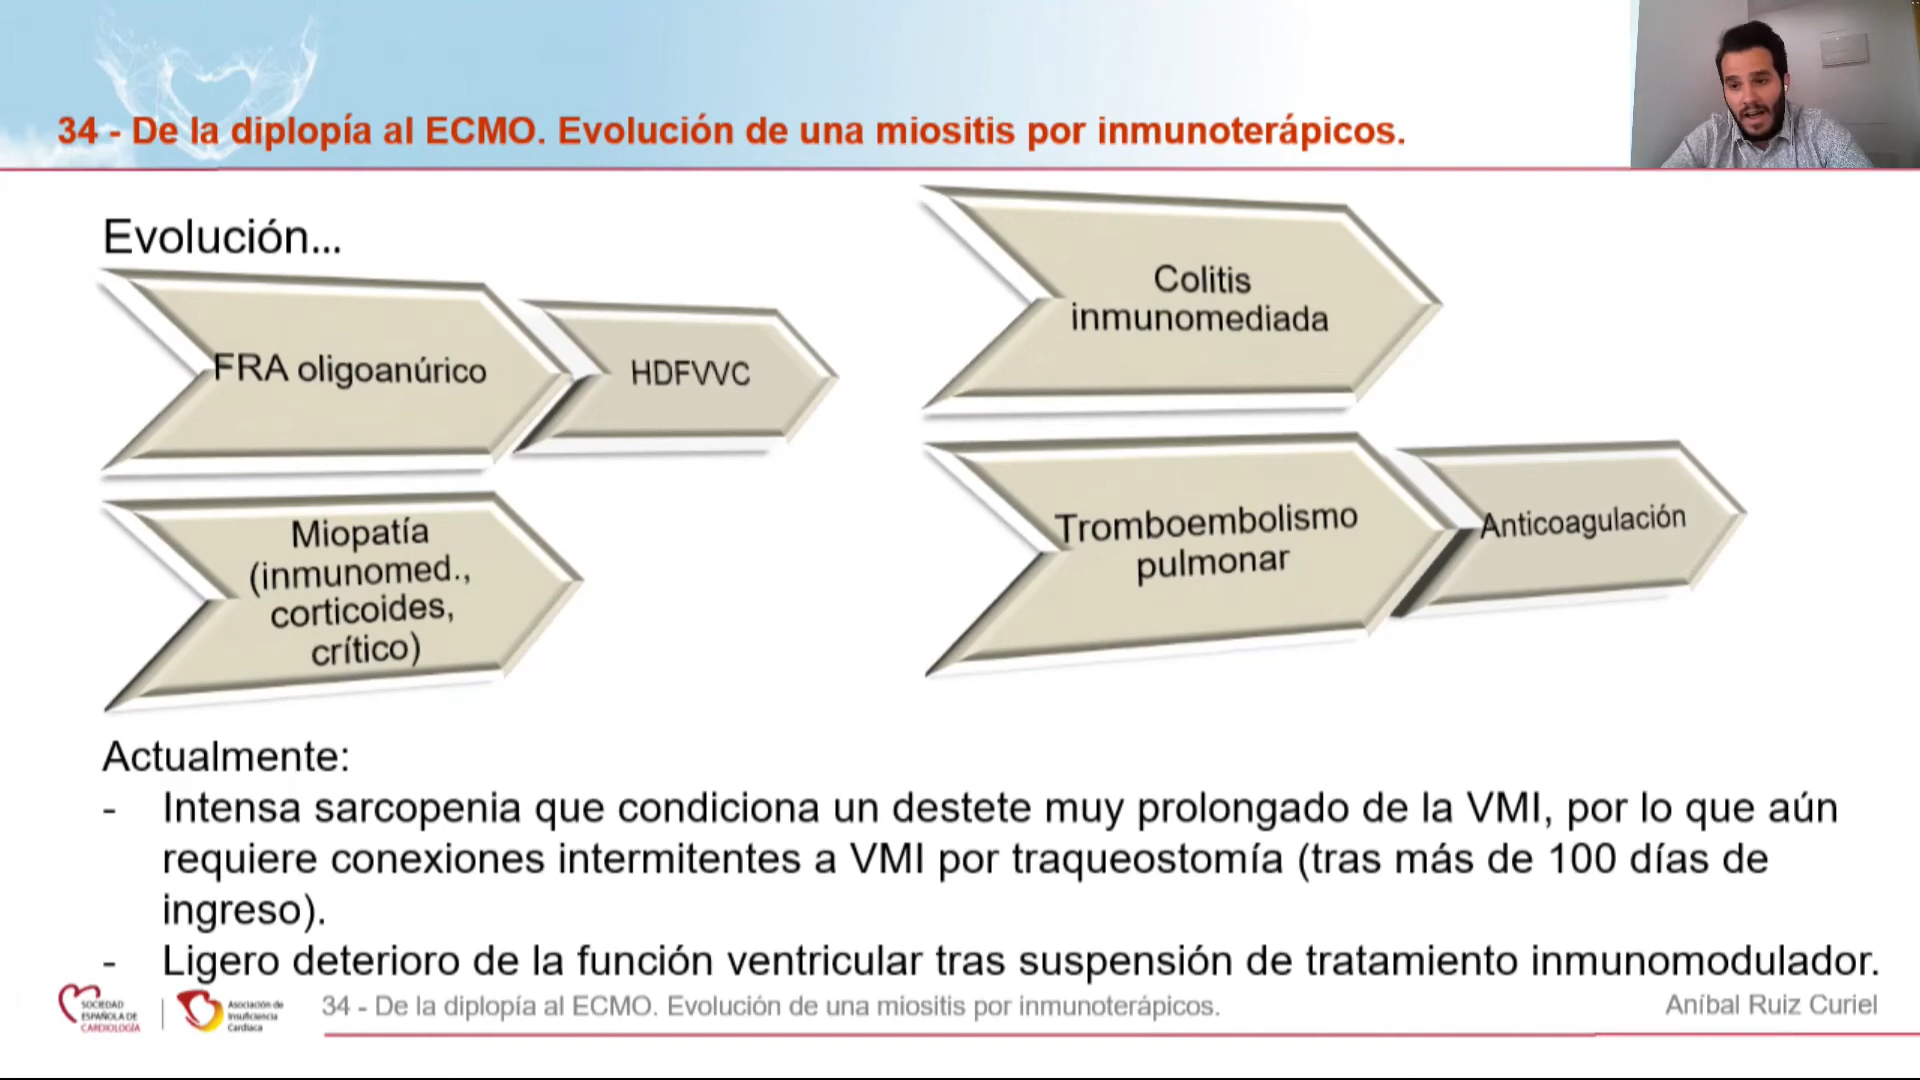 34 - De la diplopía al ECMO. Evolución de una miositis por inmunoterápicos.
Evolución...
FRA oligoanúrico
HDFVVC
Miopatía
(inmunomed.,
corticoides,
crítico)
Colitis
inmunomediada
Tromboembolismo
pulmonar
Anticoagulación
Actualmente:
- Intensa sarcopenia que condiciona un destete muy prolongado de la VMI, por lo que aún
requiere conexiones intermitentes a VMI por traqueostomía (tras más de 100 días de
ingreso).
- Ligero deterioro de la función ventricular tras suspensión de tratamiento inmunomodulador.
SOCIEDAD
ESPAÑOLA DE
CARDIOLOGÍA
Asociación de
Insuficiencia
Cardiaca
34 - De la diplopía al ECMO. Evolución de una miositis por inmunoterápicos.
Aníbal Ruiz Curiel